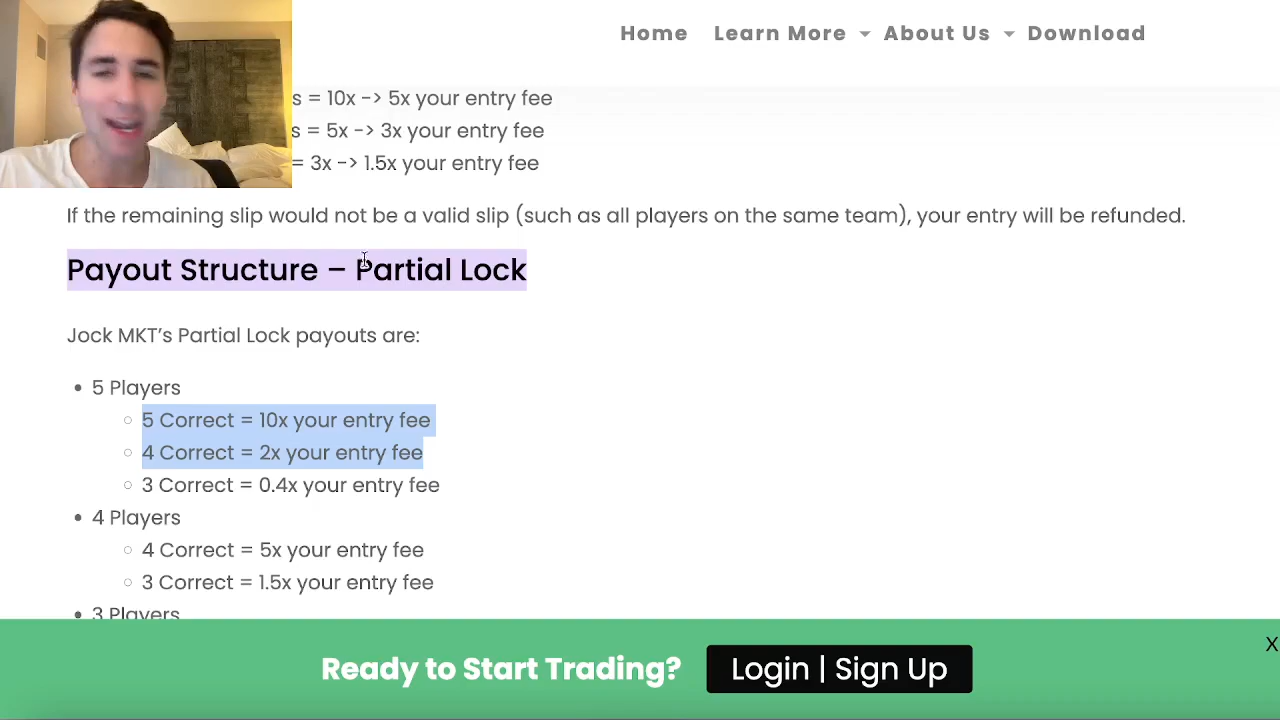 Home Learn More About Us Download
s = 10x -> 5x your entry fee
s = 5x -> 3x your entry fee
= 3x -> 1.5x your entry fee
If the remaining slip would not be a valid slip (such as all players on the same team), your entry will be refunded.
Payout Structure – Partial Lock
Jock MKT’s Partial Lock payouts are:
5 Players
5 Correct = 10x your entry fee
4 Correct = 2x your entry fee
3 Correct = 0.4x your entry fee
4 Players
4 Correct = 5x your entry fee
3 Correct = 1.5x your entry fee
3 Players
Ready to Start Trading? Login | Sign Up
X